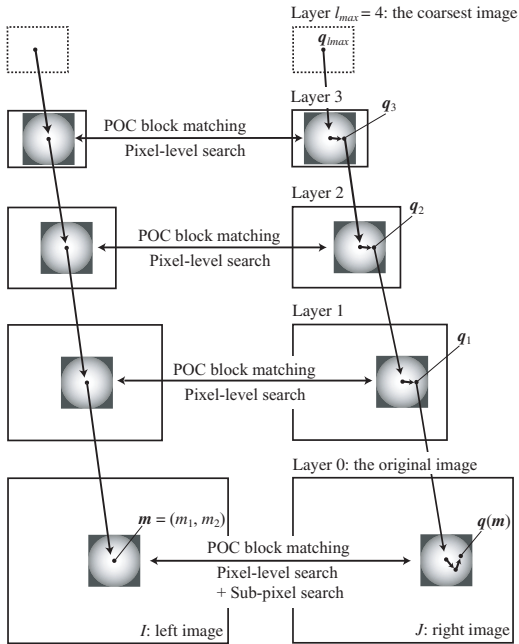 Layer lmax = 4: the coarsest image
qlmax
Layer 3
q3
POC block matching
Pixel-level search
Layer 2
q2
POC block matching
Pixel-level search
Layer 1
q1
POC block matching
Pixel-level search
Layer 0: the original image
m = (m1, m2)
q(m)
POC block matching
Pixel-level search
+ Sub-pixel search
I: left image
J: right image